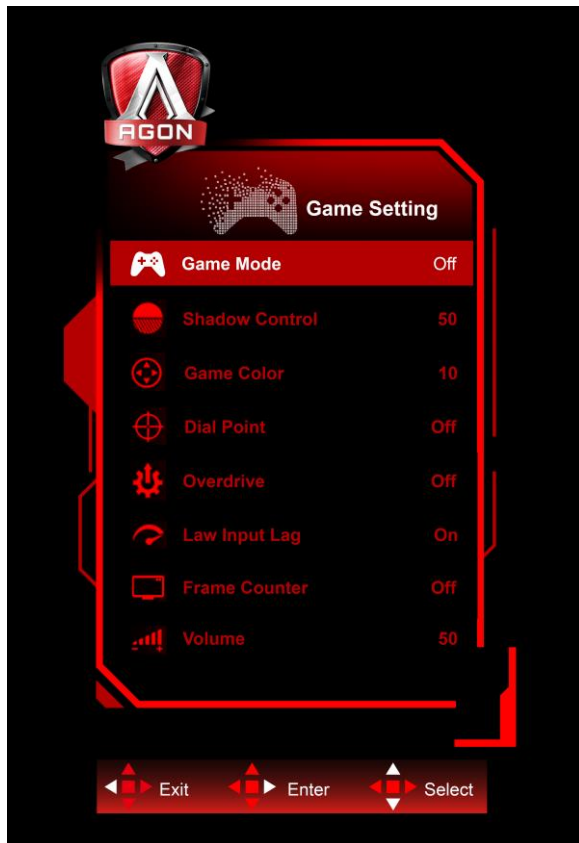 AGON
Game Setting
Game Mode Off
Shadow Control 50
Game Color 10
Dial Point Off
Overdrive Off
Law Input Lag On
Frame Counter Off
Volume 50
Exit Enter Select